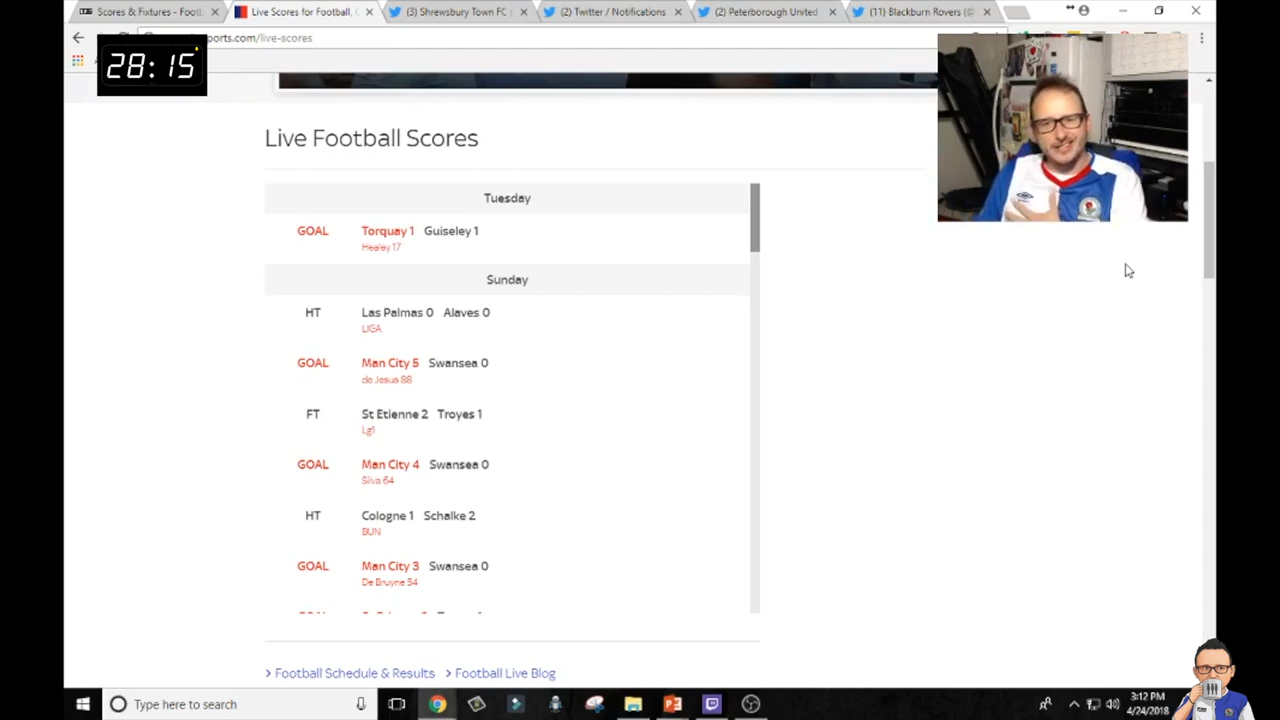 Scores & Fixtures - Footb
Live Scores for Football, C
(3) Shrewsbury Town FC
(2) Twitter / Notifications
(2) Peterborough United
(11) Blackburn Rovers (@
28:15
ports.com/live-scores
Live Football Scores
Tuesday
GOAL Torquay 1 Guiseley 1
Healey 17
Sunday
HT Las Palmas 0 Alaves 0
LIGA
GOAL Man City 5 Swansea 0
de Jesus 88
FT St Etienne 2 Troyes 1
Lg1
GOAL Man City 4 Swansea 0
Silva 64
HT Cologne 1 Schalke 2
BUN
GOAL Man City 3 Swansea 0
De Bruyne 54
> Football Schedule & Results > Football Live Blog
Type here to search
3:12 PM
4/24/2018